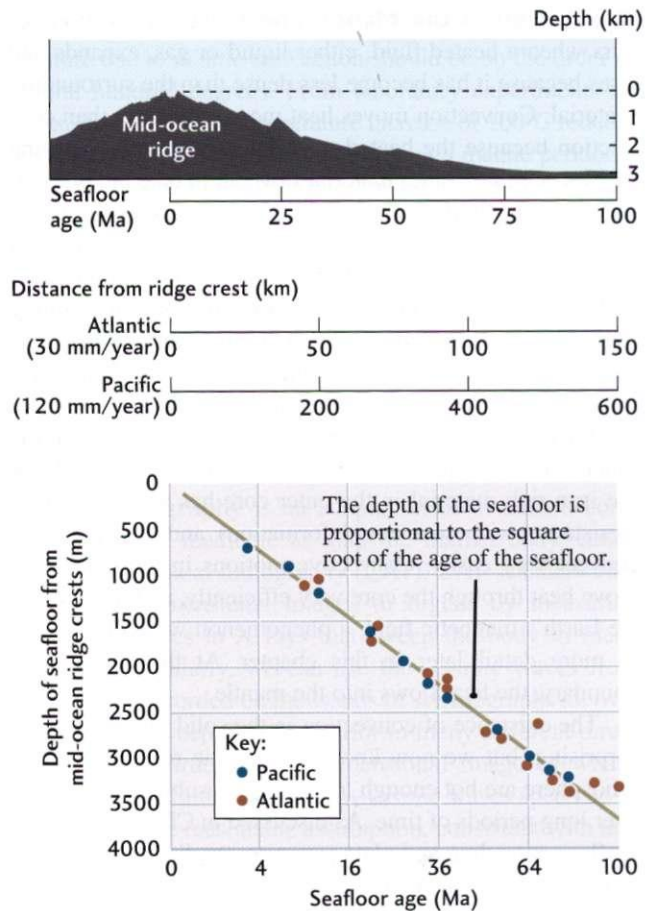 Depth (km)
0
1
2
3
Mid-ocean
ridge
Seafloor
age (Ma) 0 25 50 75 100
Distance from ridge crest (km)
Atlantic
(30 mm/year) 0 50 100 150
Pacific
(120 mm/year) 0 200 400 600
0
500
1000
1500
2000
2500
3000
3500
4000
Depth of seafloor from
mid-ocean ridge crests (m)
The depth of the seafloor is
proportional to the square
root of the age of the seafloor.
Key:
Pacific
Atlantic
0 4 16 36 64 100
Seafloor age (Ma)